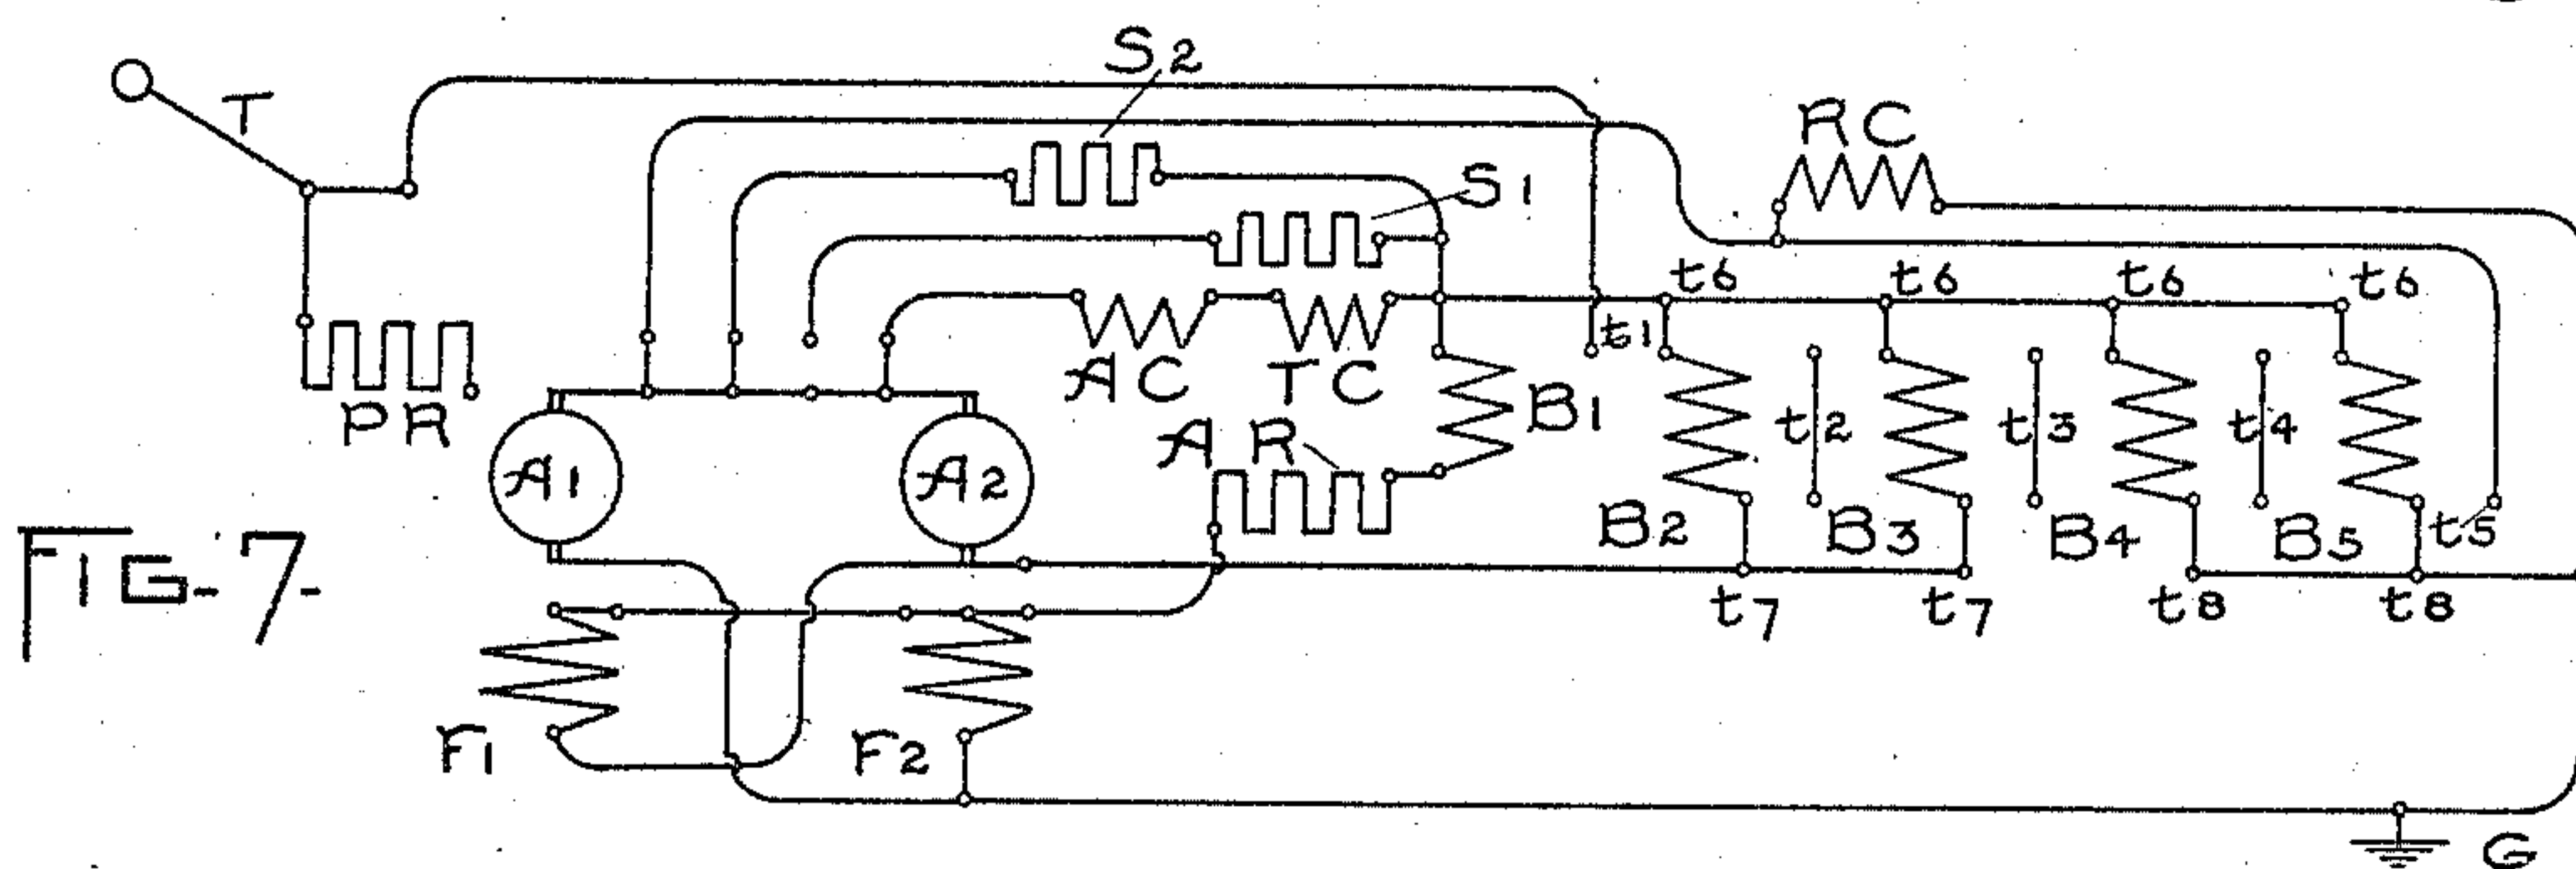 S2
T
RC
S1
t6 t6 t6 t6
t1
AC TC
PR
B1
AR
t2 t3 t4
A1 A2
B2 B3 B4 B5 t5
FIG-7-
t7 t7 t8 t8
F1 F2
G